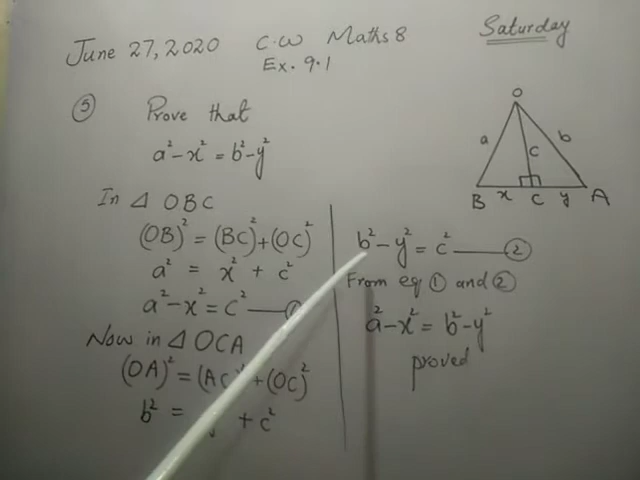 June 27, 2020 C.W Maths 8 Saturday
Ex. 9.1
⑤ Prove that
a² - x² = b² - y²
O
a b
C
B x C y A
In △ OBC
(OB)² = (BC)² + (OC)²
a² = x² + c²
a² - x² = c² —
Now in △ OCA
(OA)² = (AC)² + (OC)²
b² = + c²
b² - y² = c² — ②
From eq ① and ②
a² - x² = b² - y²
proved